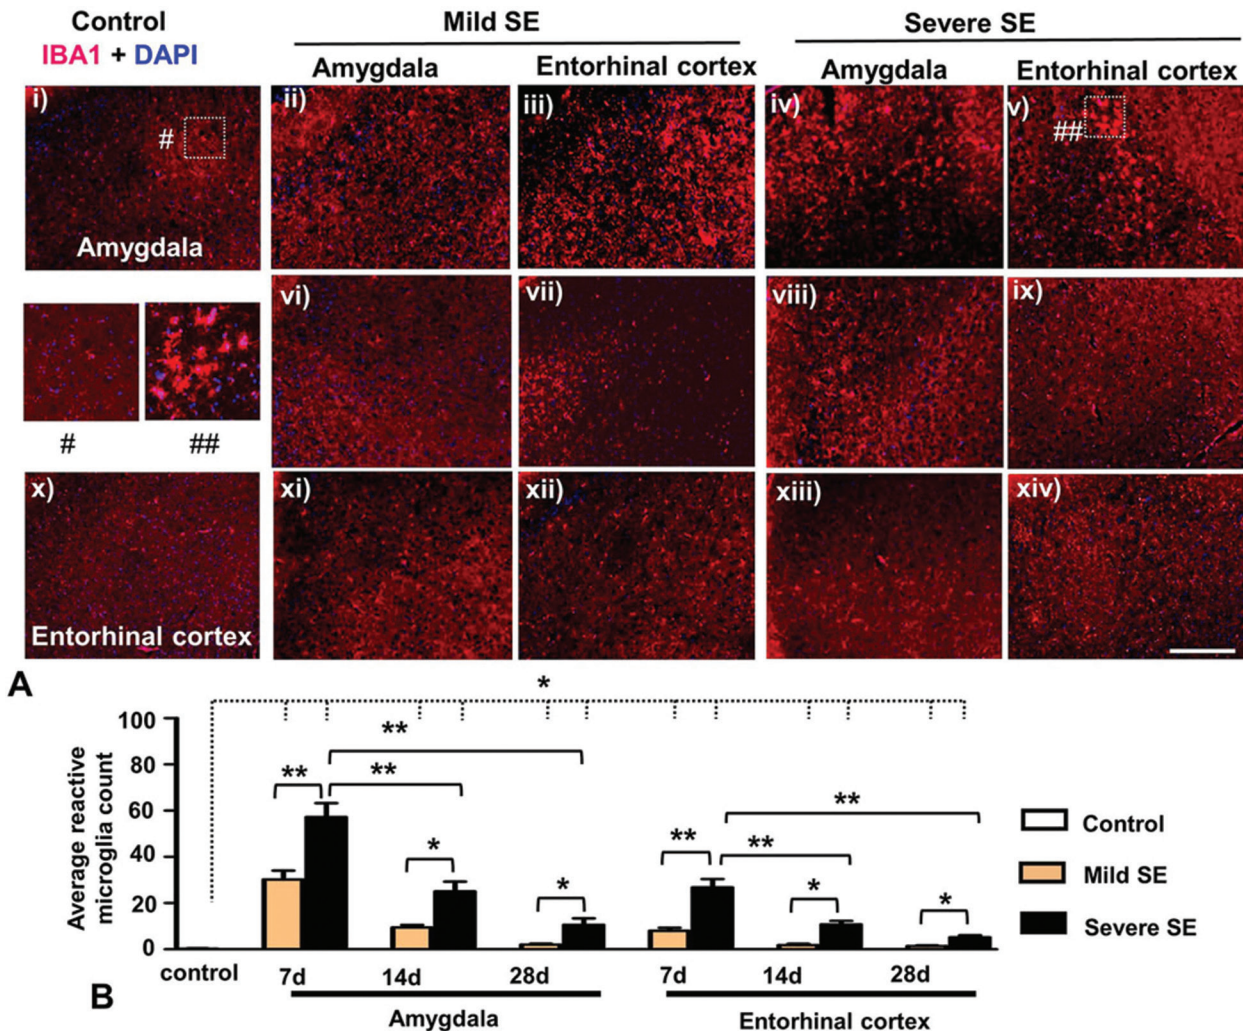 Control
Mild SE
Severe SE
IBA1 + DAPI
Amygdala
Entorhinal cortex
Amygdala
Entorhinal cortex
i)
#
Amygdala
ii)
iii)
iv)
v)
##
vi)
vii)
viii)
ix)
#
##
x)
Entorhinal cortex
xi)
xii)
xiii)
xiv)
A
*
Average reactive
microglia count
100
80
60
40
20
0
**
**
**
*
*
**
**
**
*
*
control
7d
14d
28d
7d
14d
28d
Amygdala
Entorhinal cortex
Control
Mild SE
Severe SE
B